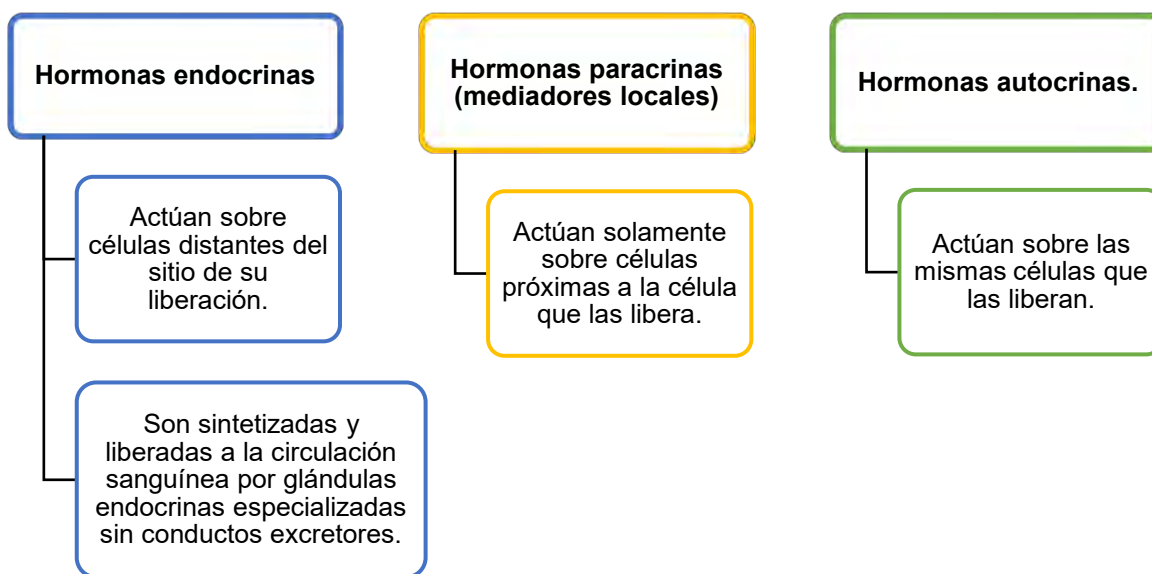 Hormonas endocrinas
Actúan sobre
células distantes del
sitio de su
liberación.
Son sintetizadas y
liberadas a la circulación
sanguínea por glándulas
endocrinas especializadas
sin conductos excretores.
Hormonas paracrinas
(mediadores locales)
Actúan solamente
sobre células
próximas a la célula
que las libera.
Hormonas autocrinas.
Actúan sobre las
mismas células que
las liberan.